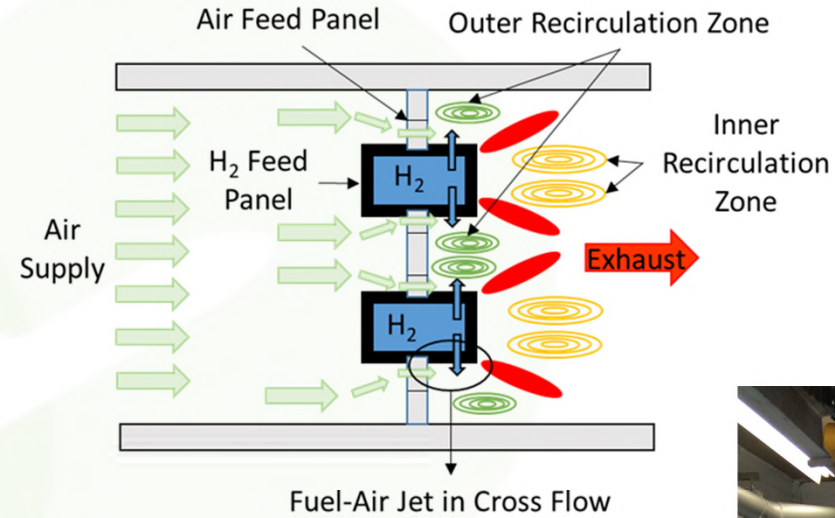 Air Feed Panel
Outer Recirculation Zone
H₂ Feed
Panel
H₂
Inner
Recirculation
Zone
Air
Supply
Exhaust
H₂
Fuel-Air Jet in Cross Flow